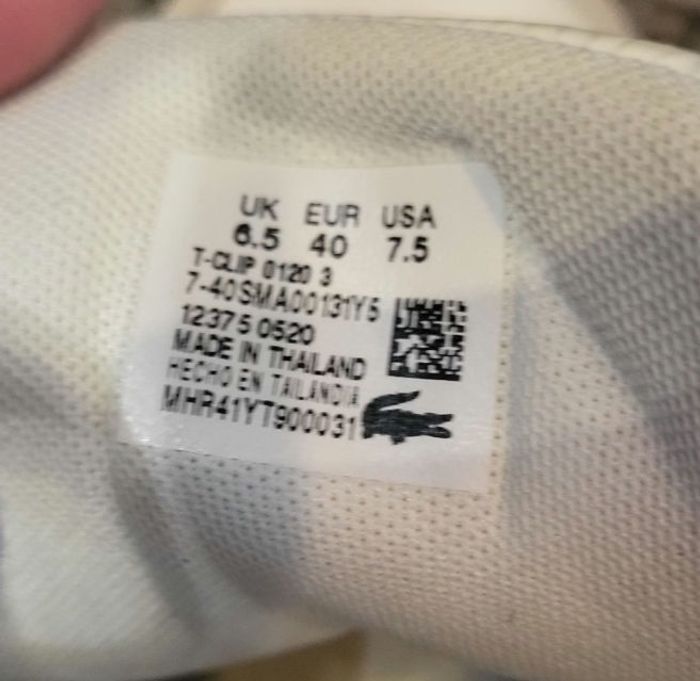 UK EUR USA
6.5 40 7.5
T-CLIP 0120 3
7-40SMA00131Y5
12375 0520
MADE IN THAILAND
HECHO EN TAILANDIA
MHR41YT900031